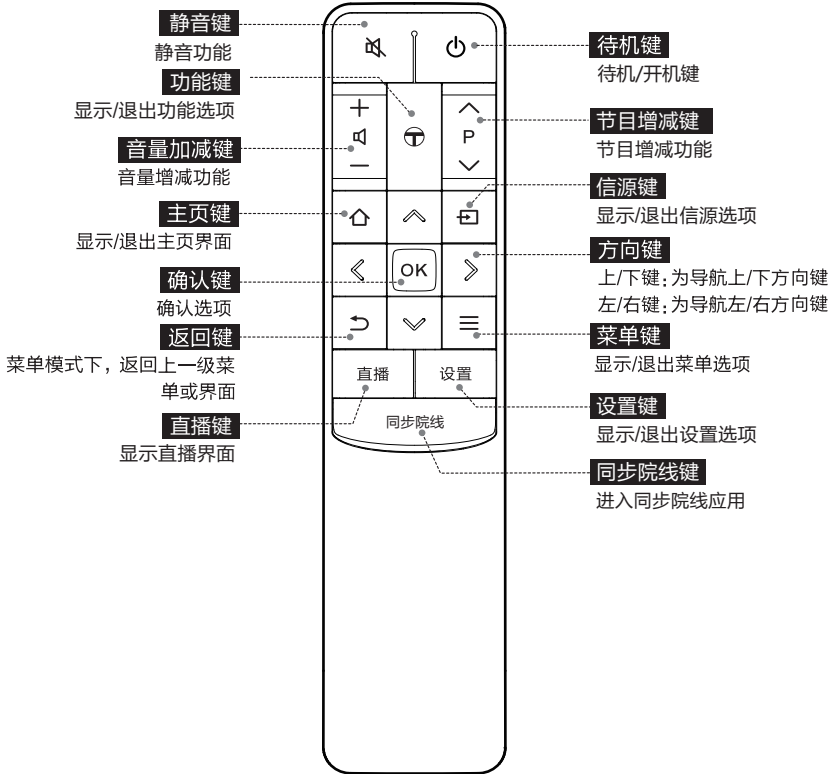 静音键
静音功能
功能键
显示/退出功能选项
音量加减键
音量增减功能
主页键
显示/退出主页界面
确认键
确认选项
返回键
菜单模式下，返回上一级菜
单或界面
直播键
显示直播界面
P
OK
直播
设置
同步院线
待机键
待机/开机键
节目增减键
节目增减功能
信源键
显示/退出信源选项
方向键
上/下键：为导航上/下方向键
左/右键：为导航左/右方向键
菜单键
显示/退出菜单选项
设置键
显示/退出设置选项
同步院线键
进入同步院线应用